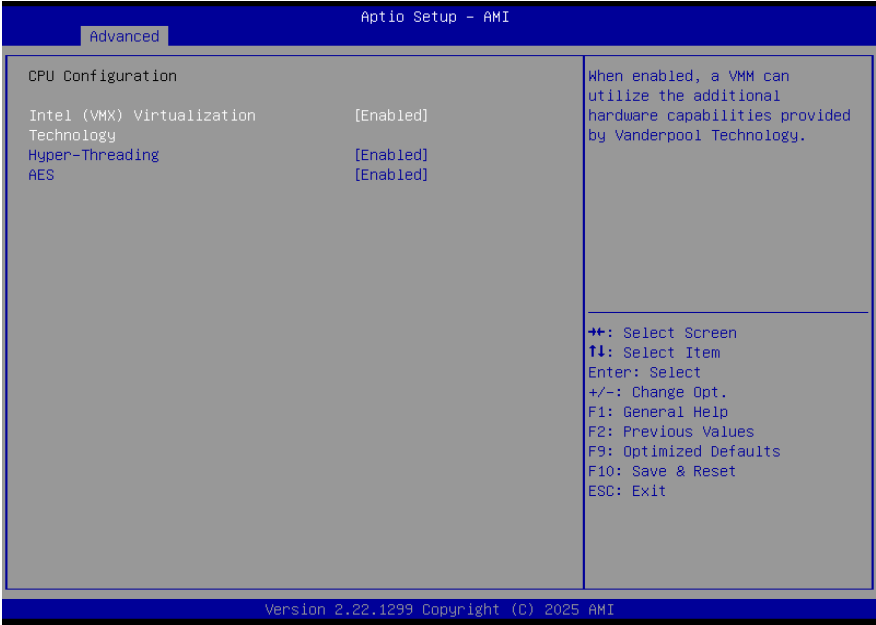 Aptio Setup – AMI
Advanced
CPU Configuration
Intel (VMX) Virtualization [Enabled]
Technology
Hyper-Threading [Enabled]
AES [Enabled]
When enabled, a VMM can
utilize the additional
hardware capabilities provided
by Vanderpool Technology.
→←: Select Screen
↑↓: Select Item
Enter: Select
+/-: Change Opt.
F1: General Help
F2: Previous Values
F9: Optimized Defaults
F10: Save & Reset
ESC: Exit
Version 2.22.1299 Copyright (C) 2025 AMI